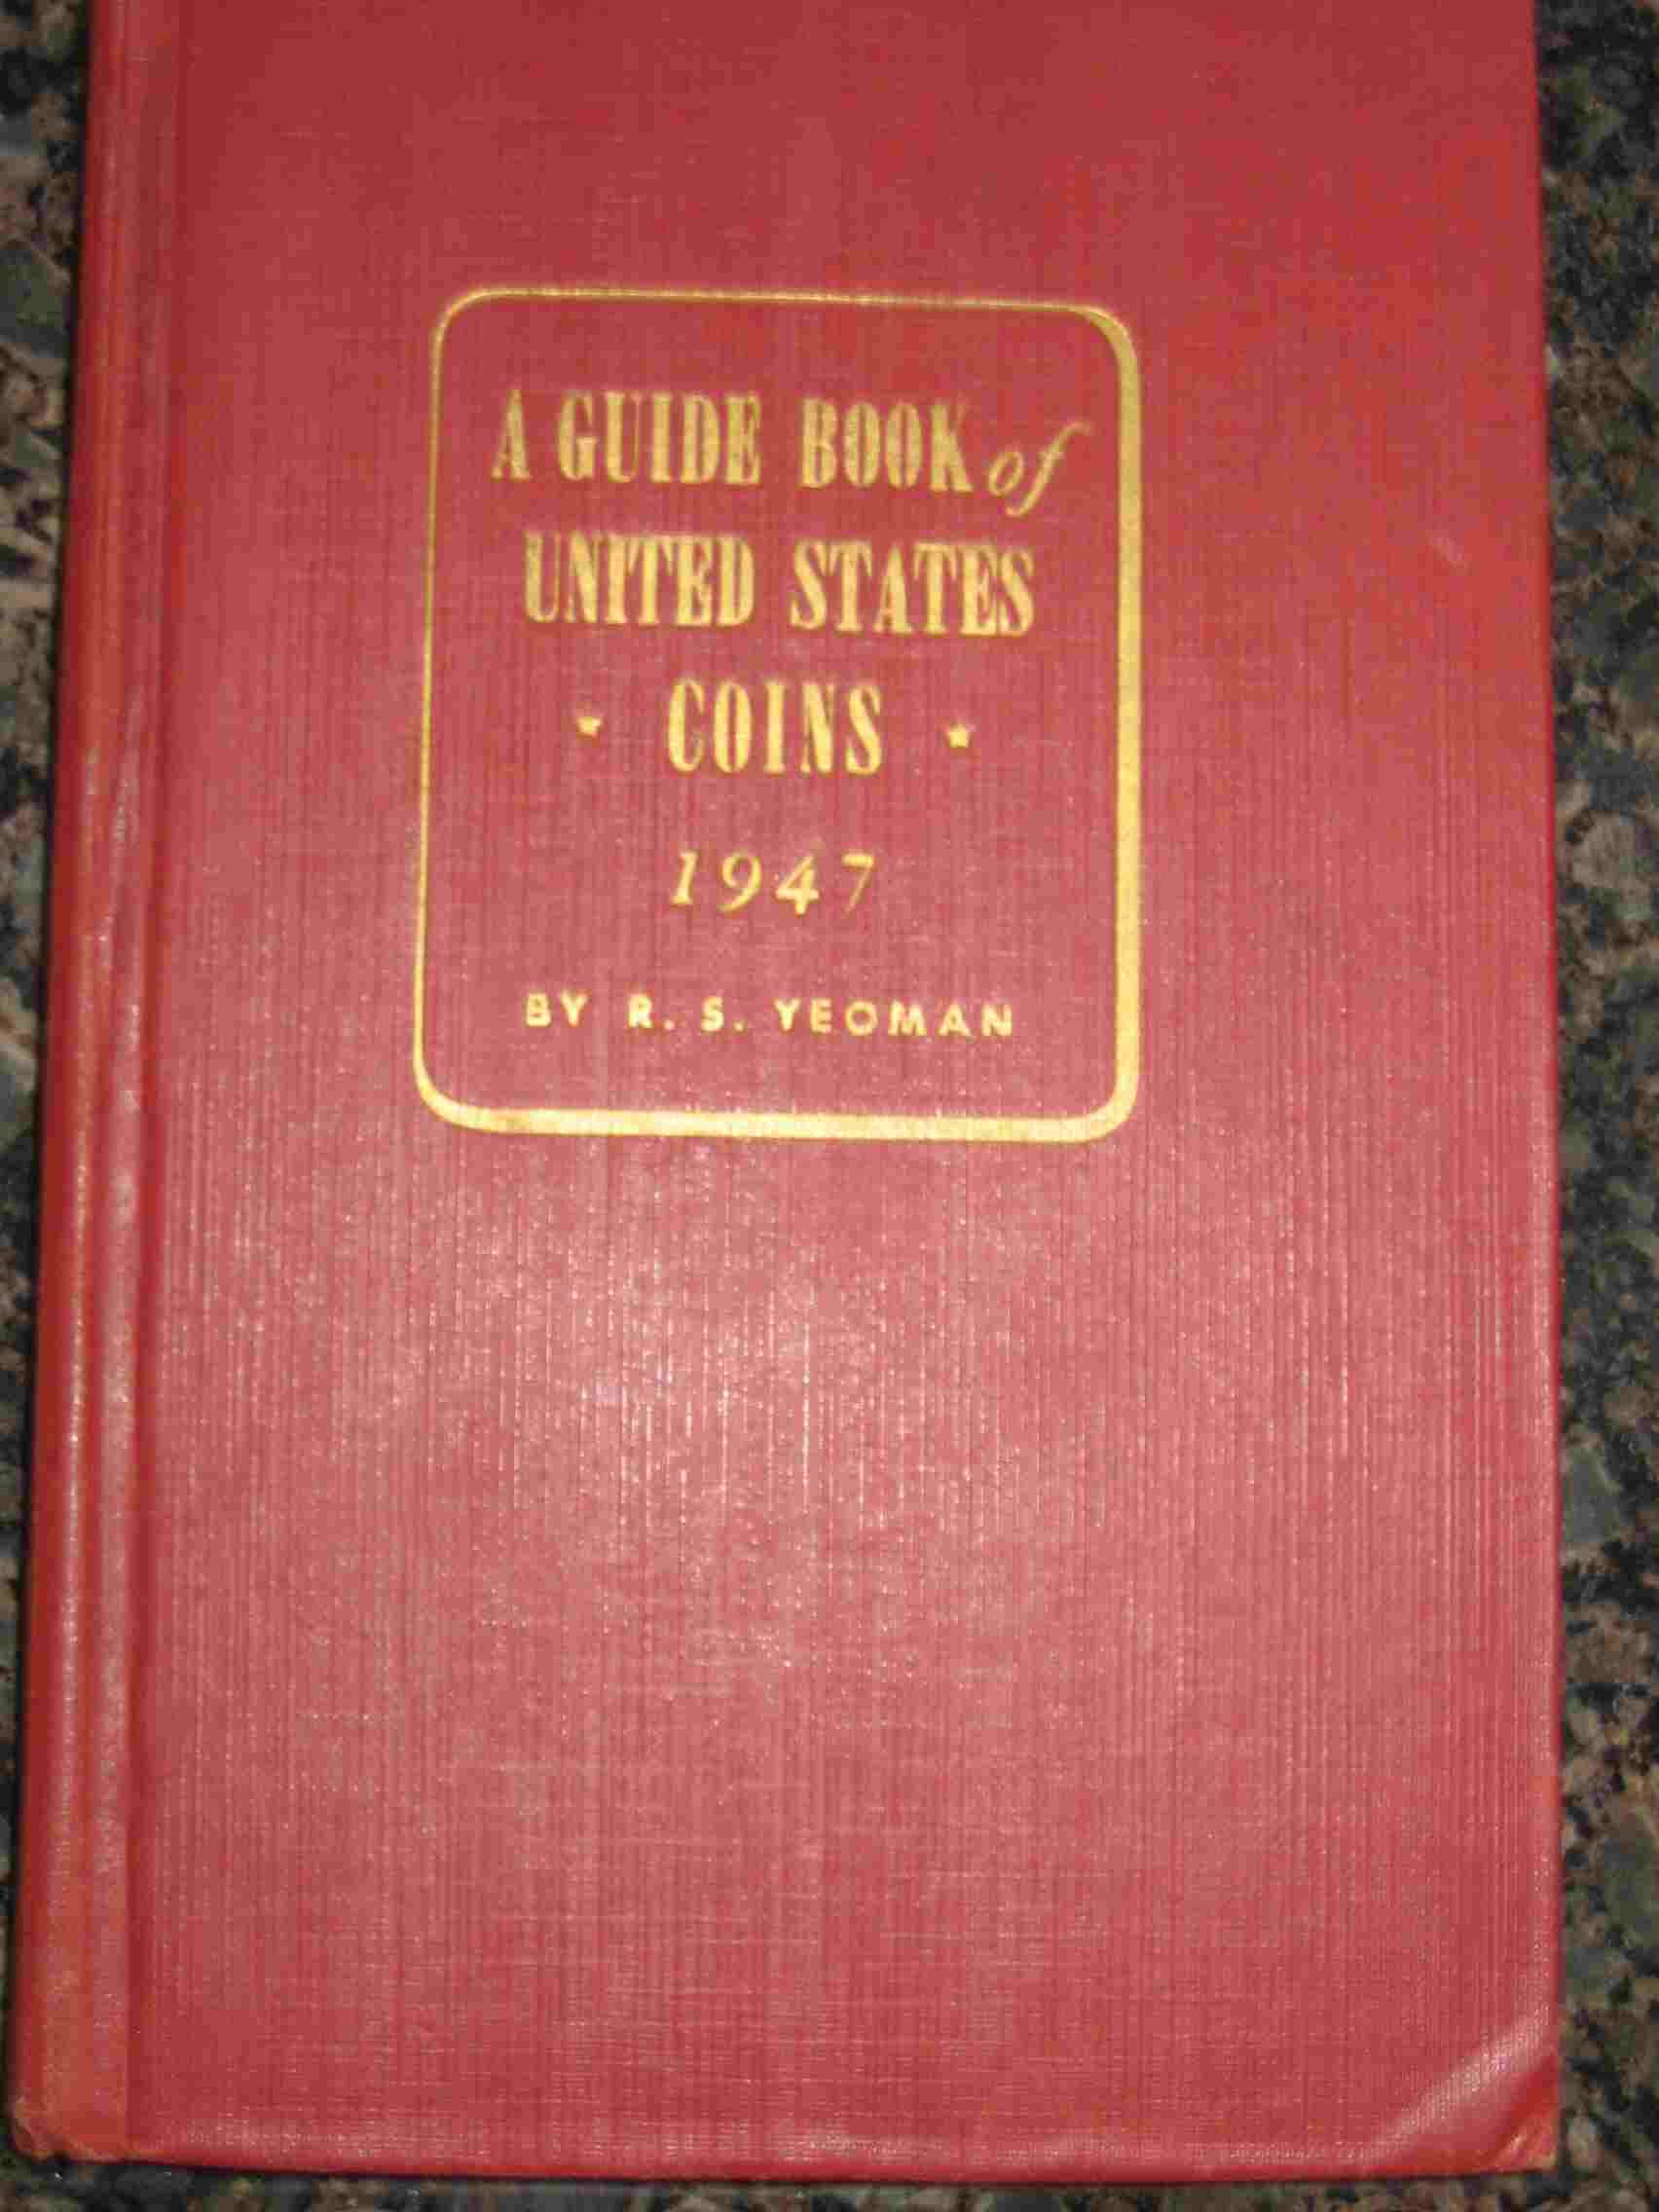 A GUIDE BOOK of
UNITED STATES
COINS
1947
BY R. S. YEOMAN